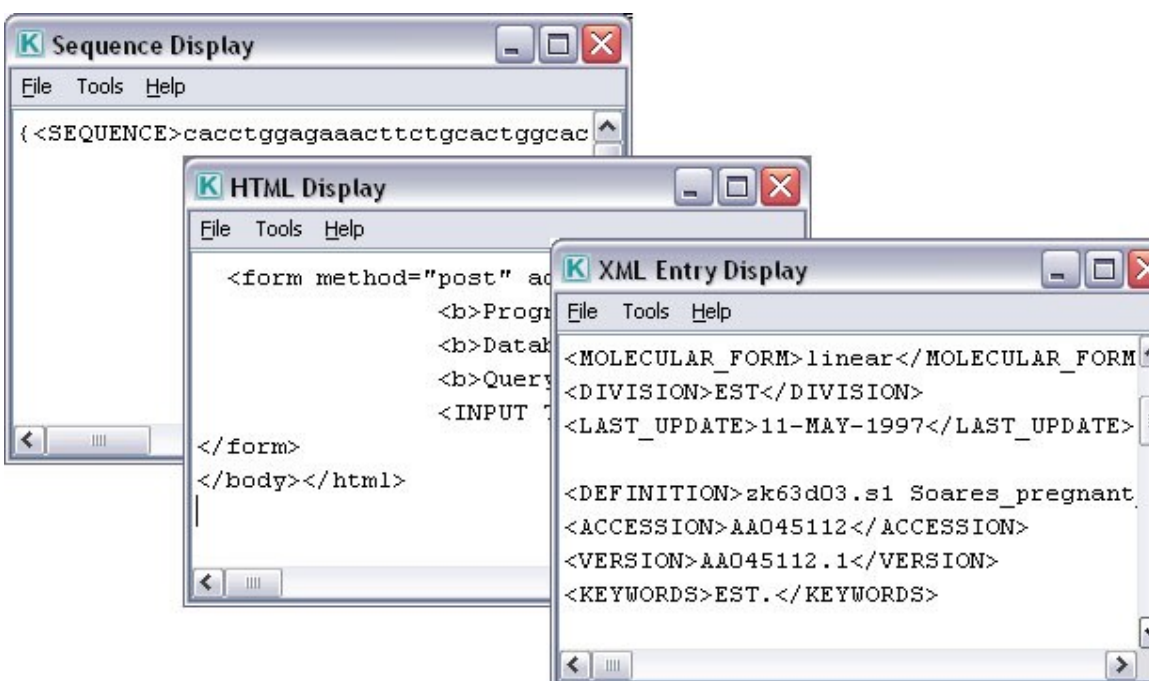 K Sequence Display
File Tools Help
{<SEQUENCE>cacctggagaaacttctgcactggcac
K HTML Display
File Tools Help
<form method="post"
<b>Progr
<b>Datab
<b>Query
<INPUT
</form>
</body></html>
K XML Entry Display
File Tools Help
<MOLECULAR_FORM>linear</MOLECULAR_FORM
<DIVISION>EST</DIVISION>
<LAST_UPDATE>11-MAY-1997</LAST_UPDATE>
<DEFINITION>zk63d03.s1 Soares_pregnant_
<ACCESSION>AA045112</ACCESSION>
<VERSION>AA045112.1</VERSION>
<KEYWORDS>EST.</KEYWORDS>